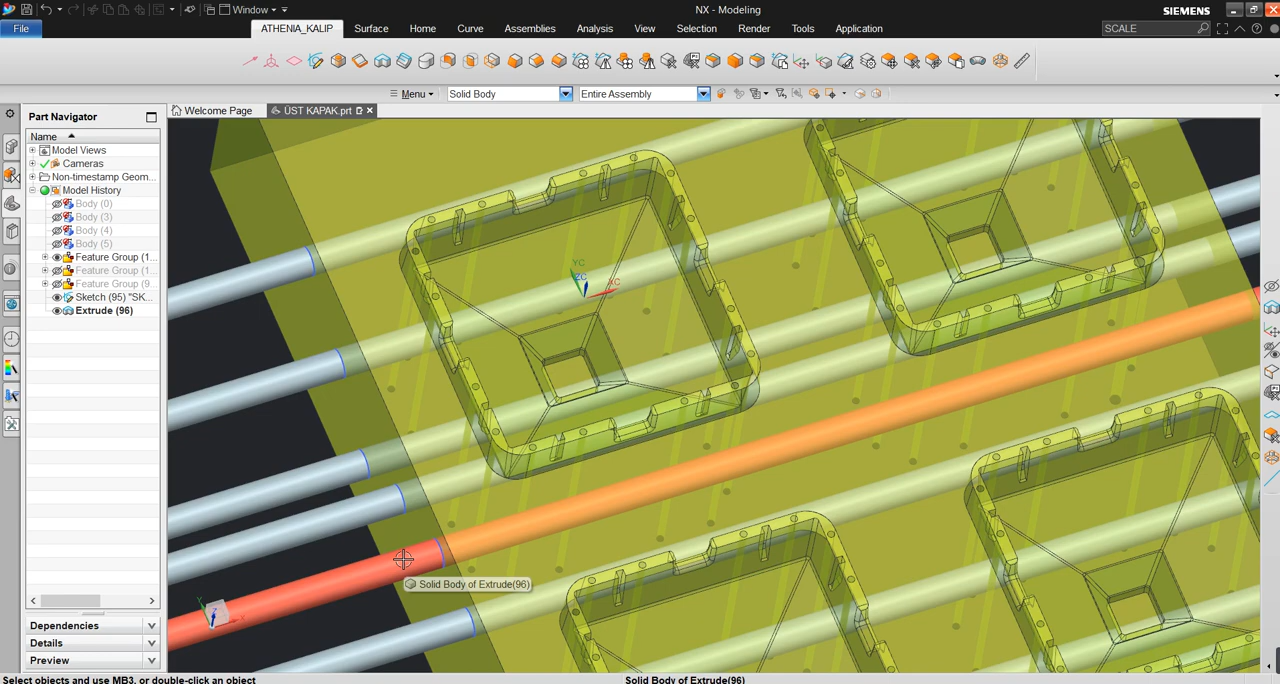 Window
NX - Modeling
SIEMENS
File
ATHENIA_KALIP
Surface
Home
Curve
Assemblies
Analysis
View
Selection
Render
Tools
Application
SCALE
Menu
Solid Body
Entire Assembly
Part Navigator
Welcome Page
ÜST KAPAK.prt
Name
Model Views
Cameras
Non-timestamp Geom...
Model History
Body (0)
Body (3)
Body (4)
Body (5)
Feature Group (1...
Feature Group (1...
Feature Group (9...
Sketch (95) "SK...
Extrude (96)
YC
ZC
XC
Solid Body of Extrude(96)
Y
Z
X
Dependencies
Details
Preview
Select objects and use MB3, or double-click an object
Solid Body of Extrude(96)